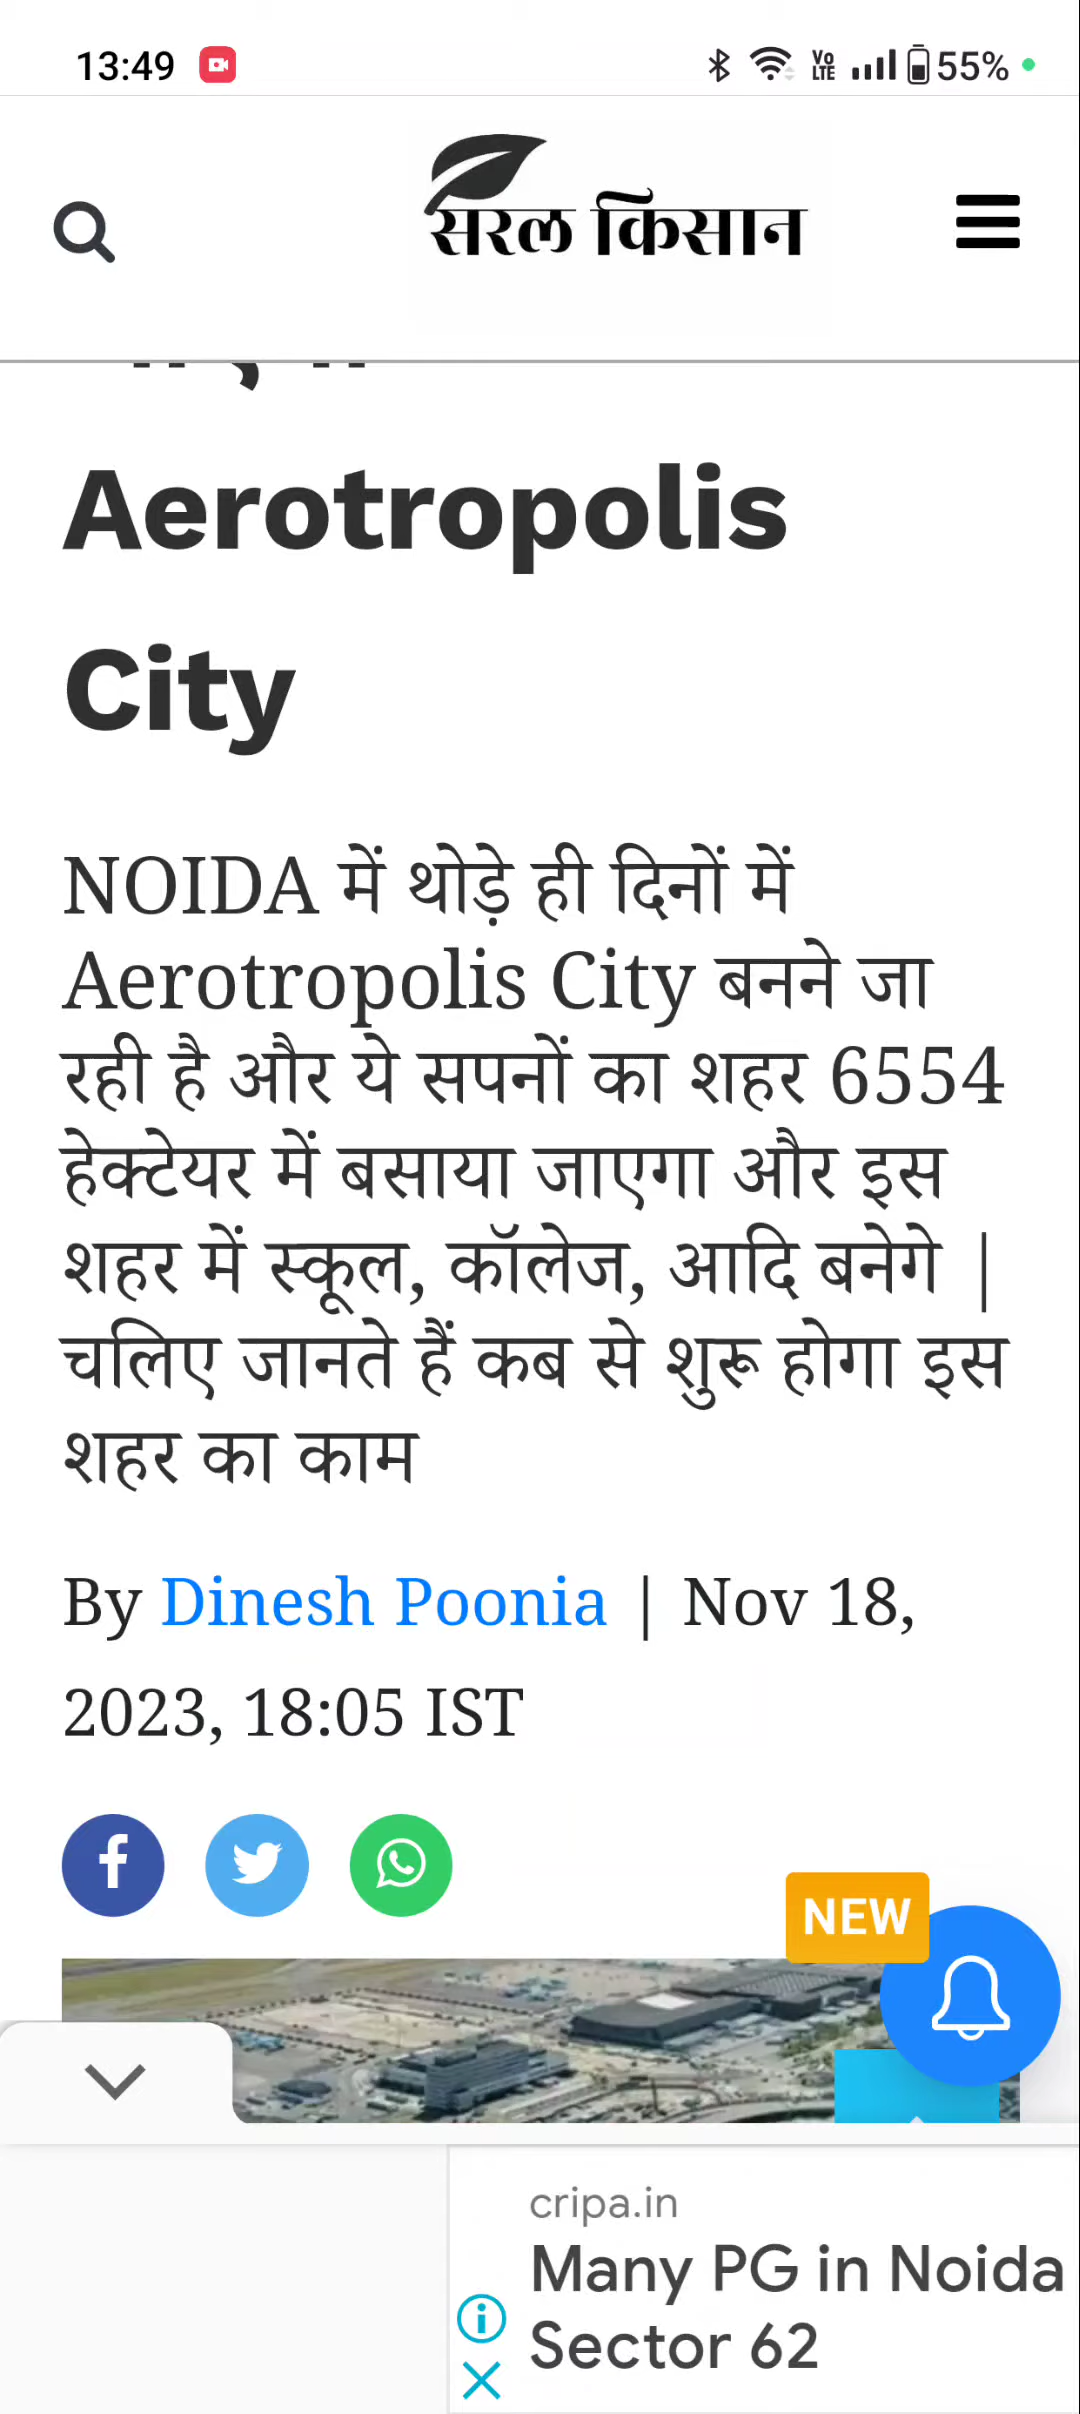 13:49
Vo LTE 55%
सरल किसान
Aerotropolis
City
NOIDA में थोड़े ही दिनों में
Aerotropolis City बनने जा
रही है और ये सपनों का शहर 6554
हेक्टेयर में बसाया जाएगा और इस
शहर में स्कूल, कॉलेज, आदि बनेगे |
चलिए जानते हैं कब से शुरू होगा इस
शहर का काम
By Dinesh Poonia | Nov 18,
2023, 18:05 IST
NEW
cripa.in
Many PG in Noida
Sector 62